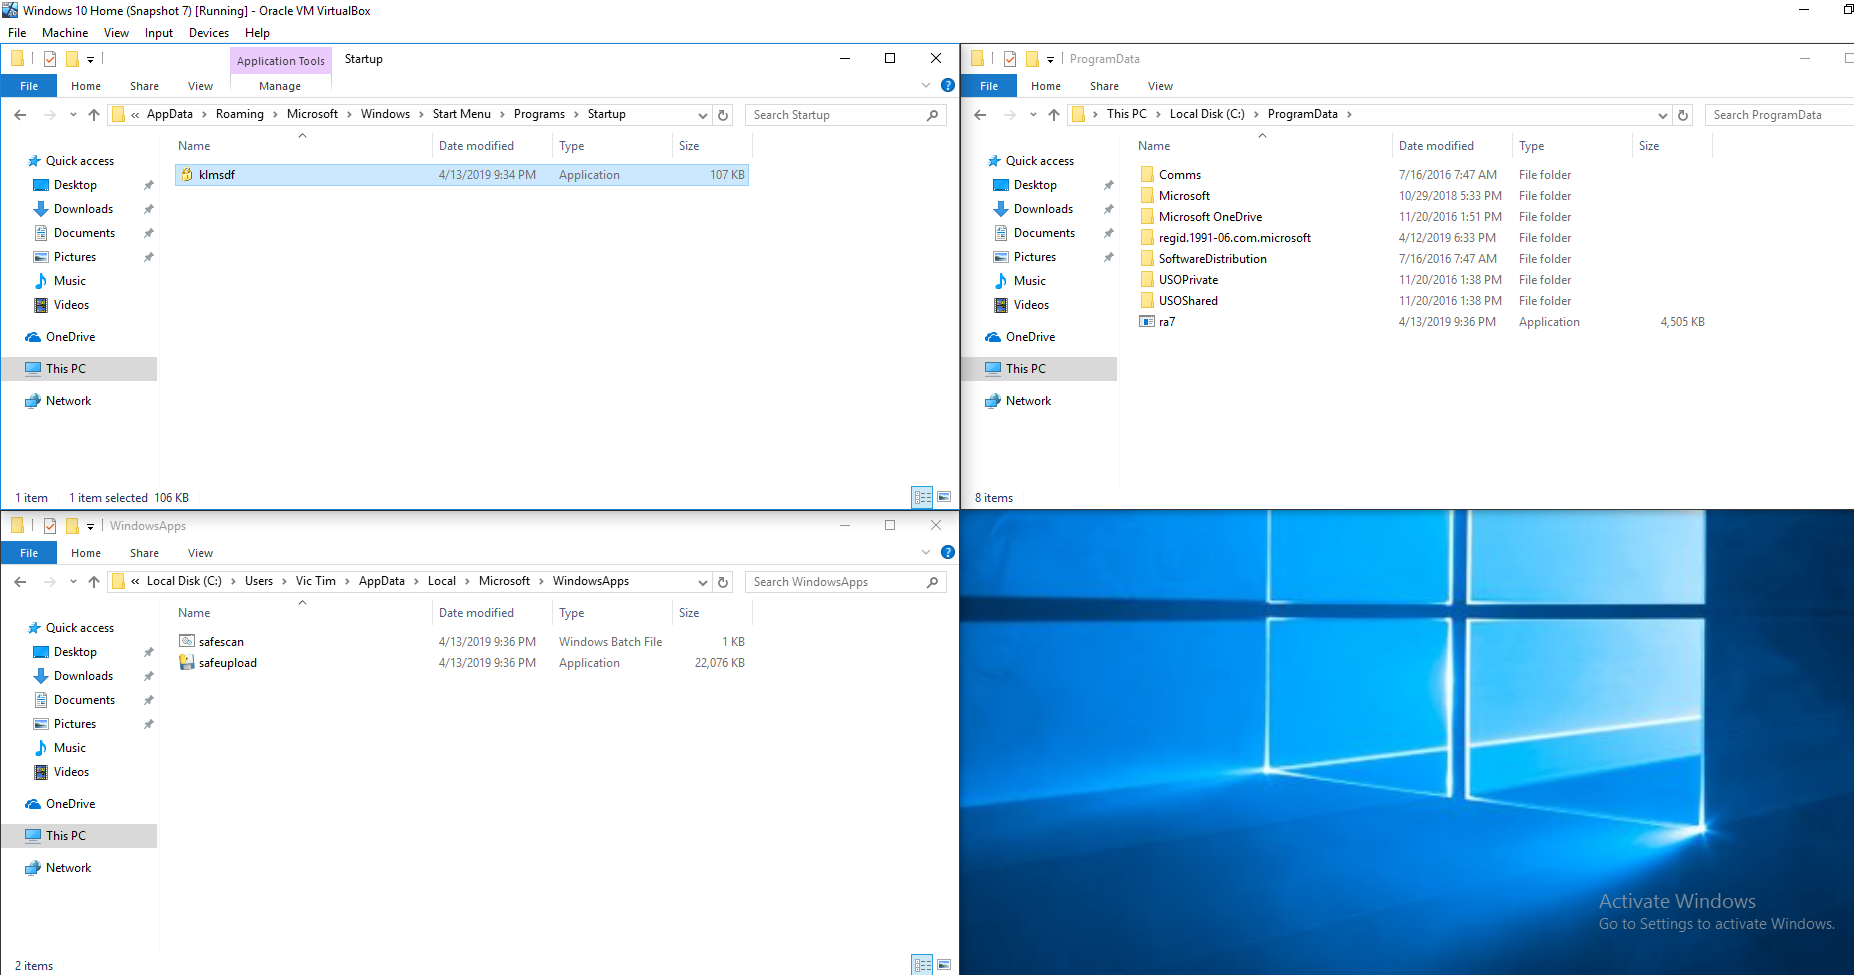 Windows 10 Home (Snapshot 7) [Running] - Oracle VM VirtualBox
File Machine View Input Devices Help
Application Tools Startup
File Home Share View Manage
« AppData › Roaming › Microsoft › Windows › Start Menu › Programs › Startup
Search Startup
Name Date modified Type Size
klmsdf 4/13/2019 9:34 PM Application 107 KB
Quick access
Desktop
Downloads
Documents
Pictures
Music
Videos
OneDrive
This PC
Network
1 item 1 item selected 106 KB
ProgramData
File Home Share View
› This PC › Local Disk (C:) › ProgramData ›
Search ProgramData
Name Date modified Type Size
Comms 7/16/2016 7:47 AM File folder
Microsoft 10/29/2018 5:33 PM File folder
Microsoft OneDrive 11/20/2016 1:51 PM File folder
regid.1991-06.com.microsoft 4/12/2019 6:33 PM File folder
SoftwareDistribution 7/16/2016 7:47 AM File folder
USOPrivate 11/20/2016 1:38 PM File folder
USOShared 11/20/2016 1:38 PM File folder
ra7 4/13/2019 9:36 PM Application 4,505 KB
Quick access
Desktop
Downloads
Documents
Pictures
Music
Videos
OneDrive
This PC
Network
8 items
WindowsApps
File Home Share View
« Local Disk (C:) › Users › Vic Tim › AppData › Local › Microsoft › WindowsApps
Search WindowsApps
Name Date modified Type Size
safescan 4/13/2019 9:36 PM Windows Batch File 1 KB
safeupload 4/13/2019 9:36 PM Application 22,076 KB
Quick access
Desktop
Downloads
Documents
Pictures
Music
Videos
OneDrive
This PC
Network
2 items
Activate Windows
Go to Settings to activate Windows.